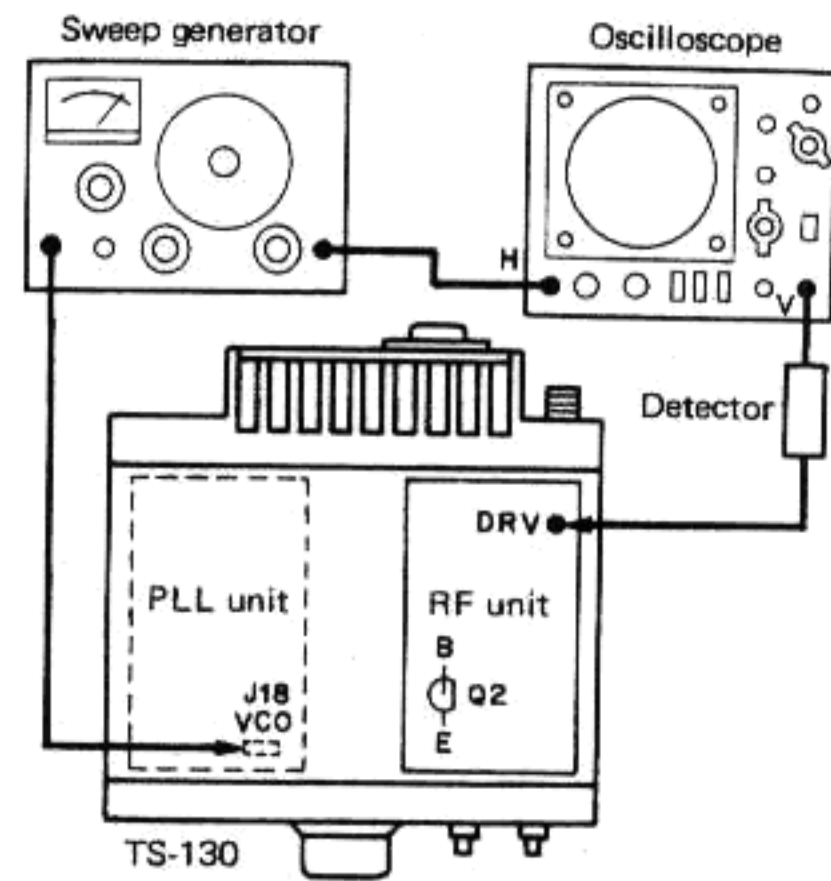 Sweep generator
Oscilloscope
H
V
Detector
DRV
PLL unit
RF unit
B
Q2
E
J18
VCO
TS-130